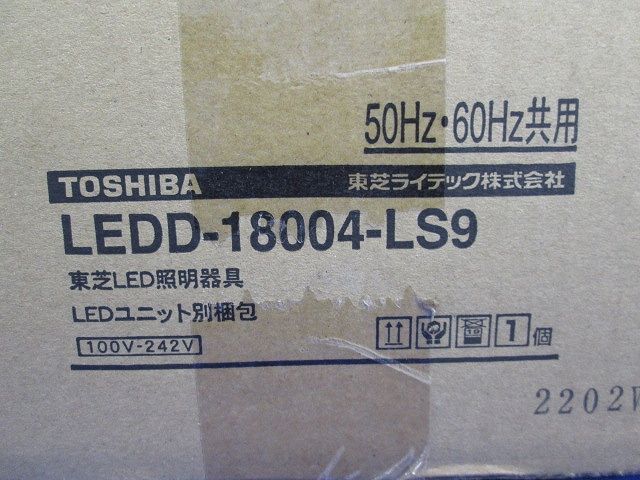 50Hz・60Hz共用
TOSHIBA 東芝ライテック株式会社
LEDD-18004-LS9
東芝LED照明器具
LEDユニット別梱包
100V-242V
10
1個
2202